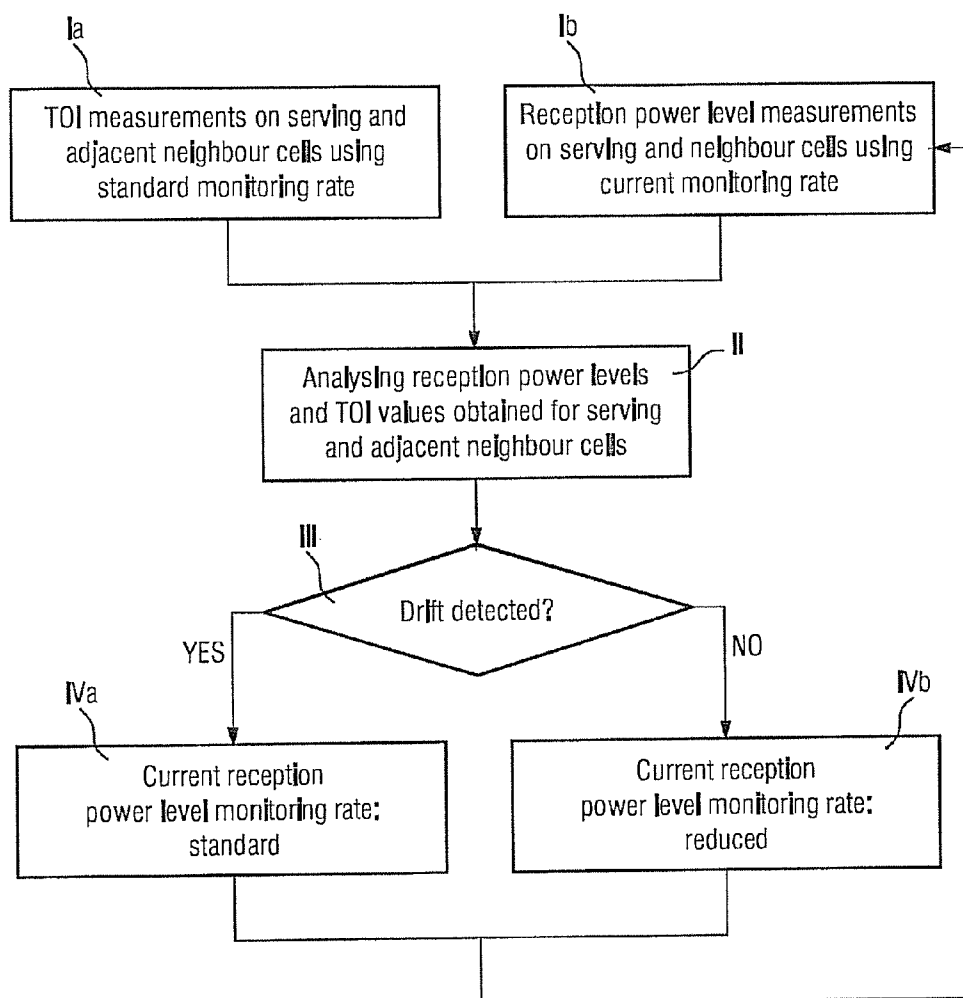 Ia
Ib
TOI measurements on serving and
adjacent neighbour cells using
standard monitoring rate
Reception power level measurements
on serving and neighbour cells using
current monitoring rate
II
Analysing reception power levels
and TOI values obtained for serving
and adjacent neighbour cells
III
Drift detected?
YES
NO
IVa
IVb
Current reception
power level monitoring rate:
standard
Current reception
power level monitoring rate:
reduced